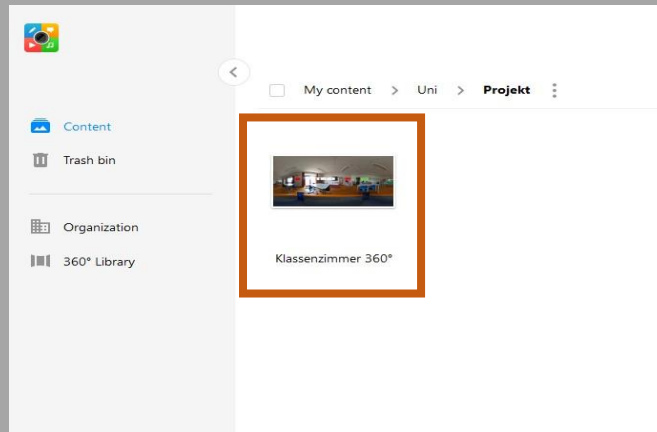 My content > Uni > Projekt
Content
Trash bin
Organization
360° Library
Klassenzimmer 360°